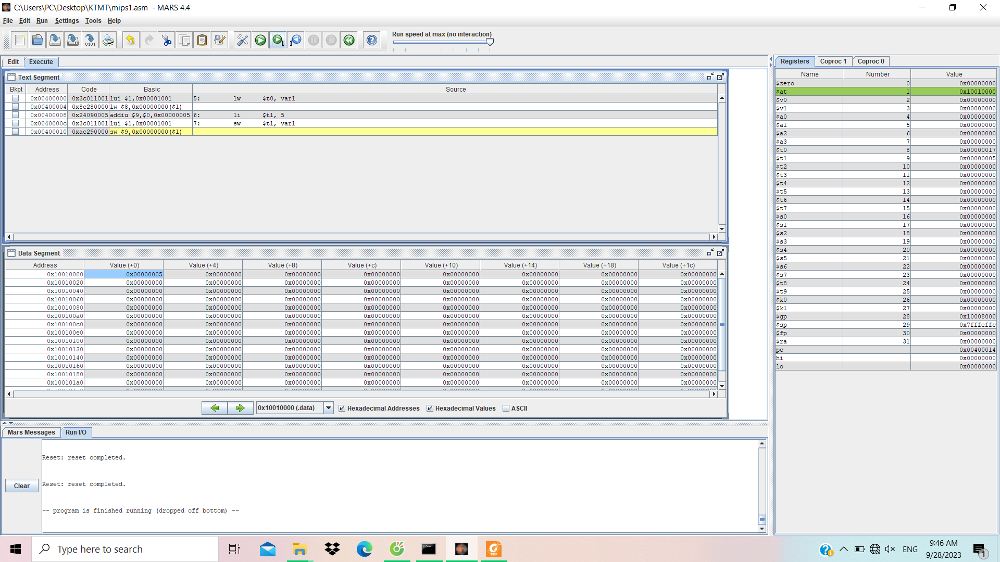 C:\Users\PC\Desktop\KTMT\mips1.asm - MARS 4.4
File Edit Run Settings Tools Help
Run speed at max (no interaction)
Edit Execute
Text Segment
Bkpt Address Code Basic Source
0x00400000 0x3c011001 lui $1,0x00001001 5: lw $t0, var1
0x00400004 0x8c280000 lw $8,0x00000000($1)
0x00400008 0x24090005 addiu $9,$0,0x00000005 6: li $t1, 5
0x0040000c 0x3c011001 lui $1,0x00001001 7: sw $t1, var1
0x00400010 0xac290000 sw $9,0x00000000($1)
Data Segment
Address Value (+0) Value (+4) Value (+8) Value (+c) Value (+10) Value (+14) Value (+18) Value (+1c)
0x10010000 0x00000005 0x00000000 0x00000000 0x00000000 0x00000000 0x00000000 0x00000000 0x00000000
0x10010020 0x00000000 0x00000000 0x00000000 0x00000000 0x00000000 0x00000000 0x00000000 0x00000000
0x10010040 0x00000000 0x00000000 0x00000000 0x00000000 0x00000000 0x00000000 0x00000000 0x00000000
0x10010060 0x00000000 0x00000000 0x00000000 0x00000000 0x00000000 0x00000000 0x00000000 0x00000000
0x10010080 0x00000000 0x00000000 0x00000000 0x00000000 0x00000000 0x00000000 0x00000000 0x00000000
0x100100a0 0x00000000 0x00000000 0x00000000 0x00000000 0x00000000 0x00000000 0x00000000 0x00000000
0x100100c0 0x00000000 0x00000000 0x00000000 0x00000000 0x00000000 0x00000000 0x00000000 0x00000000
0x100100e0 0x00000000 0x00000000 0x00000000 0x00000000 0x00000000 0x00000000 0x00000000 0x00000000
0x10010100 0x00000000 0x00000000 0x00000000 0x00000000 0x00000000 0x00000000 0x00000000 0x00000000
0x10010120 0x00000000 0x00000000 0x00000000 0x00000000 0x00000000 0x00000000 0x00000000 0x00000000
0x10010140 0x00000000 0x00000000 0x00000000 0x00000000 0x00000000 0x00000000 0x00000000 0x00000000
0x10010160 0x00000000 0x00000000 0x00000000 0x00000000 0x00000000 0x00000000 0x00000000 0x00000000
0x10010180 0x00000000 0x00000000 0x00000000 0x00000000 0x00000000 0x00000000 0x00000000 0x00000000
0x100101a0 0x00000000 0x00000000 0x00000000 0x00000000 0x00000000 0x00000000 0x00000000 0x00000000
0x10010000 (.data) Hexadecimal Addresses Hexadecimal Values ASCII
Mars Messages Run I/O
Clear
Reset: reset completed.
Reset: reset completed.
-- program is finished running (dropped off bottom) --
Registers Coproc 1 Coproc 0
Name Number Value
$zero 0 0x00000000
$at 1 0x10010000
$v0 2 0x00000000
$v1 3 0x00000000
$a0 4 0x00000000
$a1 5 0x00000000
$a2 6 0x00000000
$a3 7 0x00000000
$t0 8 0x00000017
$t1 9 0x00000005
$t2 10 0x00000000
$t3 11 0x00000000
$t4 12 0x00000000
$t5 13 0x00000000
$t6 14 0x00000000
$t7 15 0x00000000
$s0 16 0x00000000
$s1 17 0x00000000
$s2 18 0x00000000
$s3 19 0x00000000
$s4 20 0x00000000
$s5 21 0x00000000
$s6 22 0x00000000
$s7 23 0x00000000
$t8 24 0x00000000
$t9 25 0x00000000
$k0 26 0x00000000
$k1 27 0x00000000
$gp 28 0x10008000
$sp 29 0x7fffeffc
$fp 30 0x00000000
$ra 31 0x00000000
pc 0x00400014
hi 0x00000000
lo 0x00000000
Type here to search
ENG
9:46 AM
9/28/2023
1